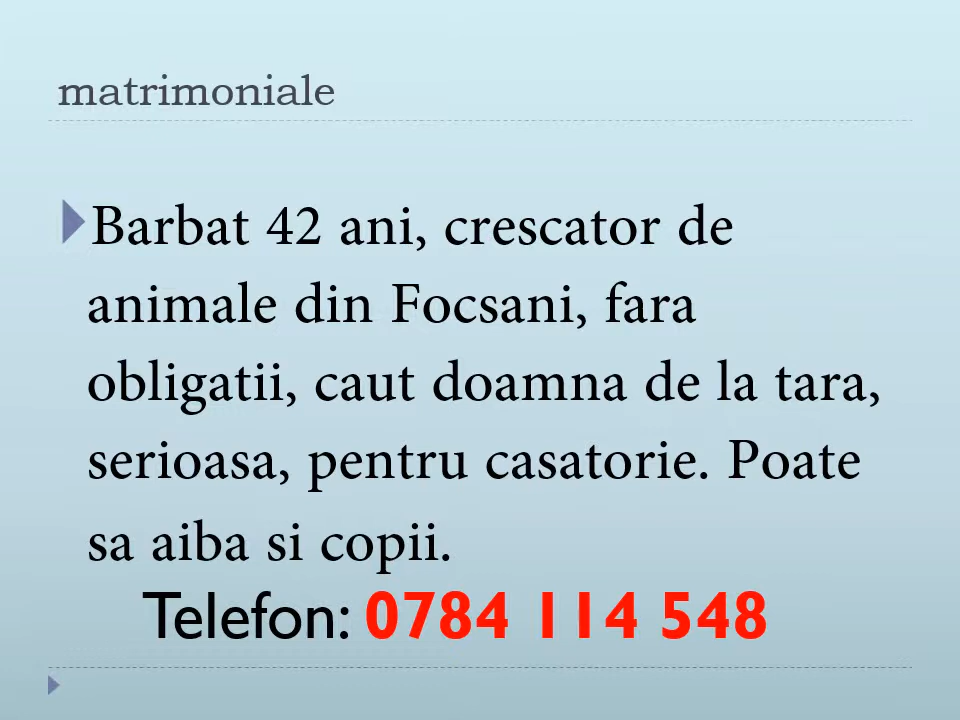 matrimoniale
Barbat 42 ani, crescator de
animale din Focsani, fara
obligatii, caut doamna de la tara,
serioasa, pentru casatorie. Poate
sa aiba si copii.
Telefon: 0784 114 548